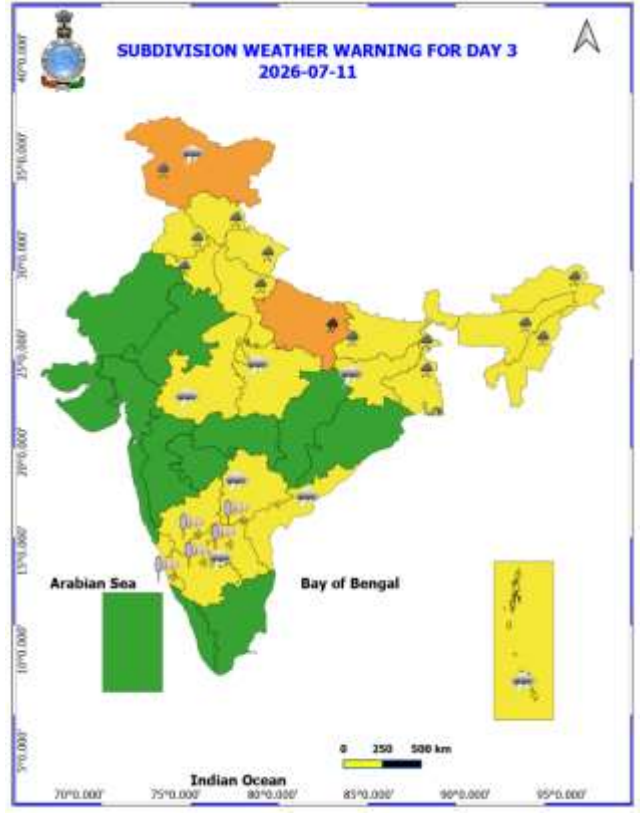 SUBDIVISION WEATHER WARNING FOR DAY 3
2026-07-11
40°0.000'
35°0.000'
30°0.000'
25°0.000'
20°0.000'
15°0.000'
10°0.000'
5°0.000'
Arabian Sea
Bay of Bengal
0 250 500 km
Indian Ocean
70°0.000' 75°0.000' 80°0.000' 85°0.000' 90°0.000' 95°0.000'